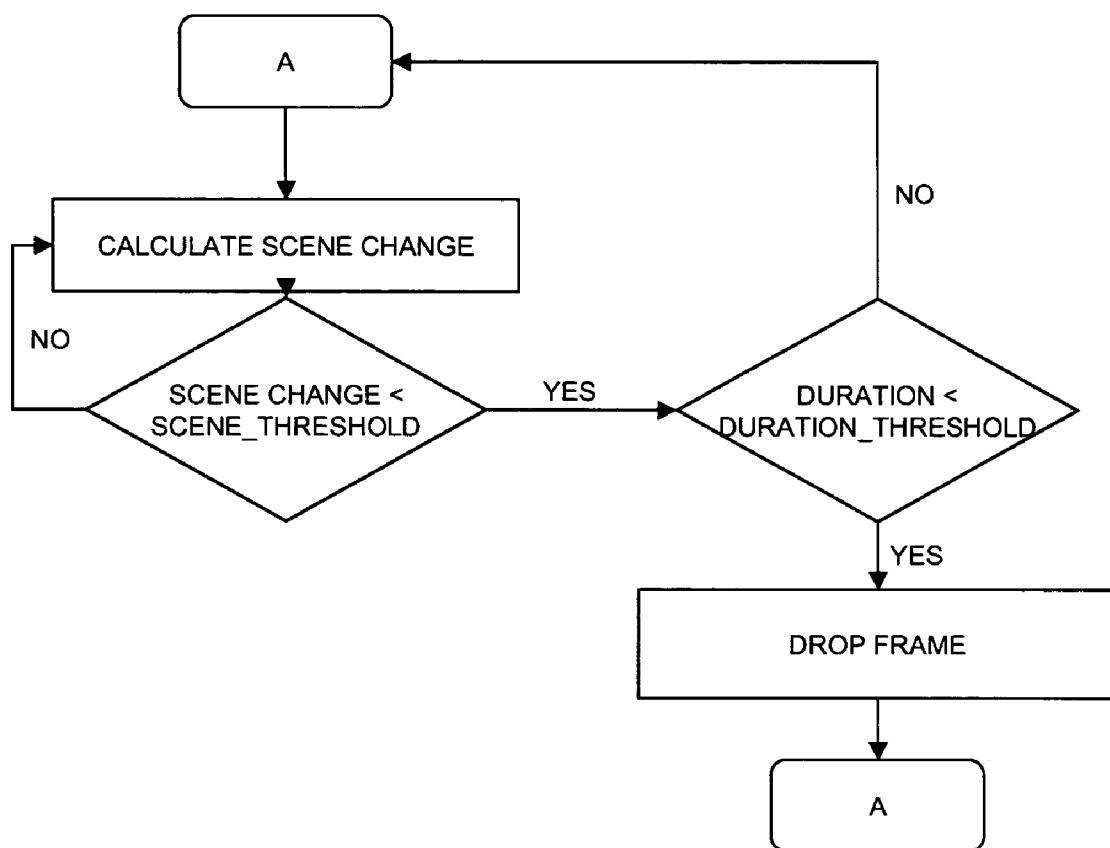 A
NO
CALCULATE SCENE CHANGE
NO
SCENE CHANGE <
SCENE_THRESHOLD
YES
DURATION <
DURATION_THRESHOLD
YES
DROP FRAME
A